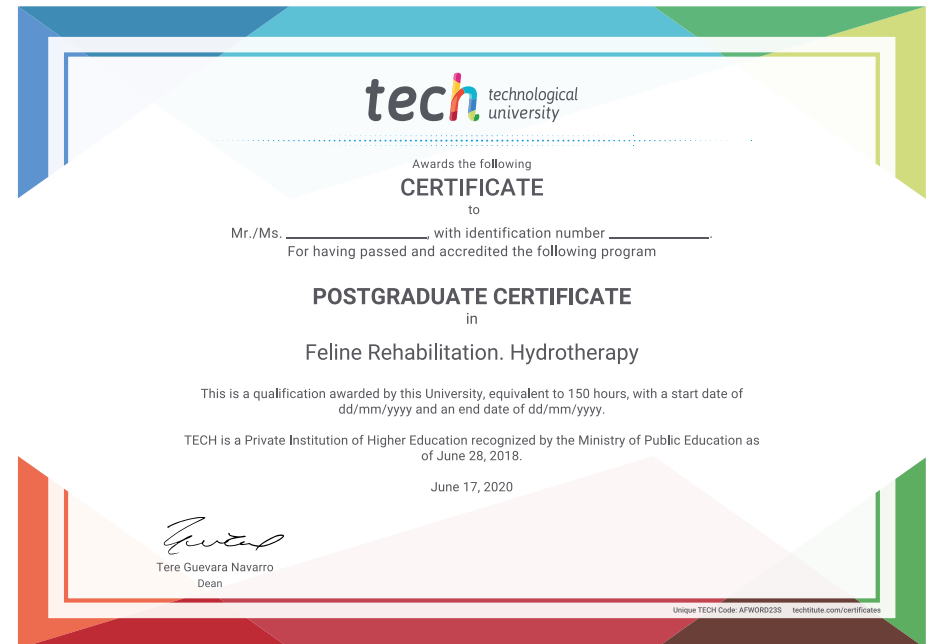 tech technological
university
Awards the following
CERTIFICATE
to
Mr./Ms. ____________________, with identification number ______________.
For having passed and accredited the following program
POSTGRADUATE CERTIFICATE
in
Feline Rehabilitation. Hydrotherapy
This is a qualification awarded by this University, equivalent to 150 hours, with a start date of
dd/mm/yyyy and an end date of dd/mm/yyyy.
TECH is a Private Institution of Higher Education recognized by the Ministry of Public Education as
of June 28, 2018.
June 17, 2020
Tere Guevara Navarro
Dean
Unique TECH Code: AFWORD23S techtitute.com/certificates